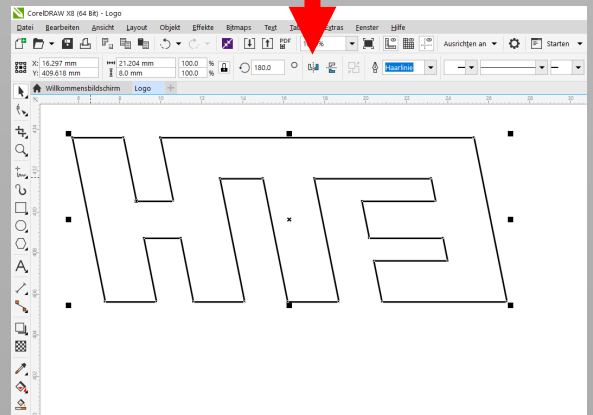 CorelDRAW X8 (64 Bit) - Logo
Datei Bearbeiten Ansicht Layout Objekt Effekte Bitmaps Text Extras Fenster Hilfe
PDF % Ausrichten an Starten
X: 16.297 mm 21.204 mm 100.0 % 180.0 Haarlinie
Y: 409.618 mm 8.0 mm 100.0 %
Willkommensbildschirm Logo